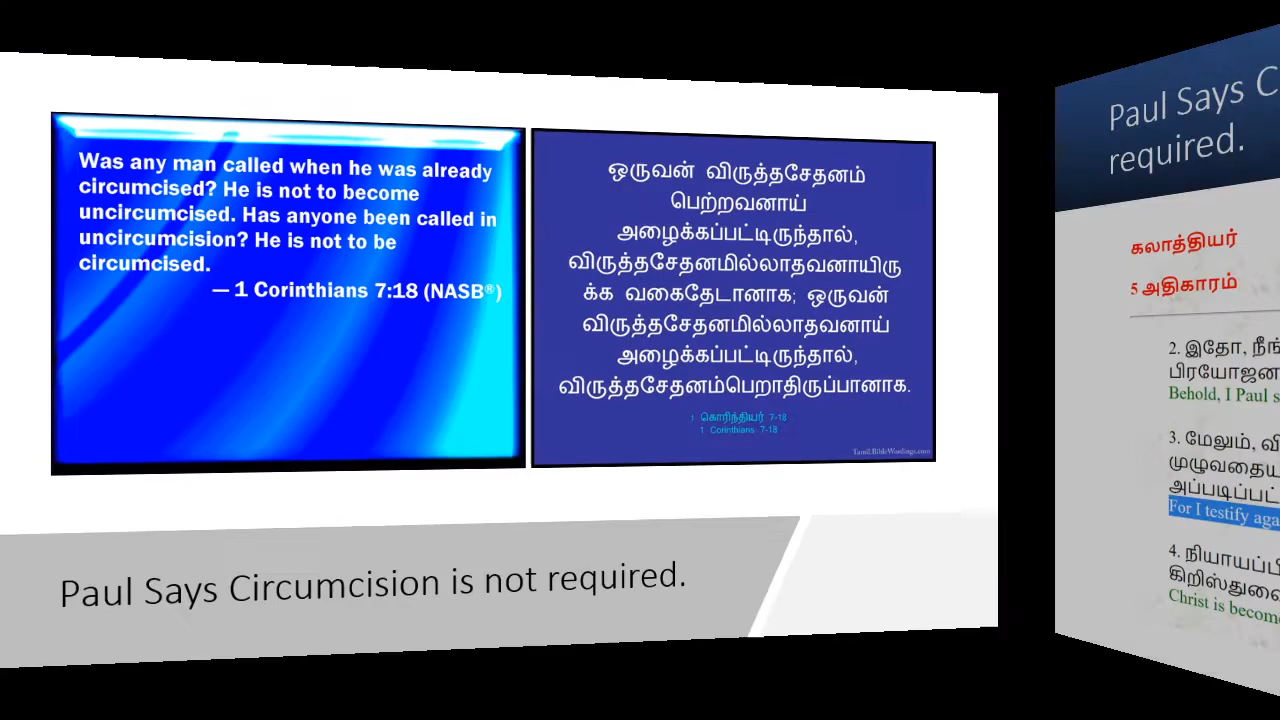 Was any man called when he was already
circumcised? He is not to become
uncircumcised. Has anyone been called in
uncircumcision? He is not to be
circumcised.
— 1 Corinthians 7:18 (NASB®)
ஒருவன் விருத்தசேதனம்
பெற்றவனாய்
அழைக்கப்பட்டிருந்தால்,
விருத்தசேதனமில்லாதவனாயிரு
க்க வகைதேடானாக; ஒருவன்
விருத்தசேதனமில்லாதவனாய்
அழைக்கப்பட்டிருந்தால்,
விருத்தசேதனம்பெறாதிருப்பானாக.
1 கொரிந்தியர் 7-18
1 Corinthians 7-18
Tamil.BibleWordings.com
Paul Says Circumcision is not required.
Paul Says C
required.
கலாத்தியர்
5 அதிகாரம்
2. இதோ, நீங்
பிரயோஜன
Behold, I Paul s
3. மேலும், வி
முழுவதைய
அப்படிப்பட்
For I testify aga
4. நியாயப்பி
கிறிஸ்துவை
Christ is become